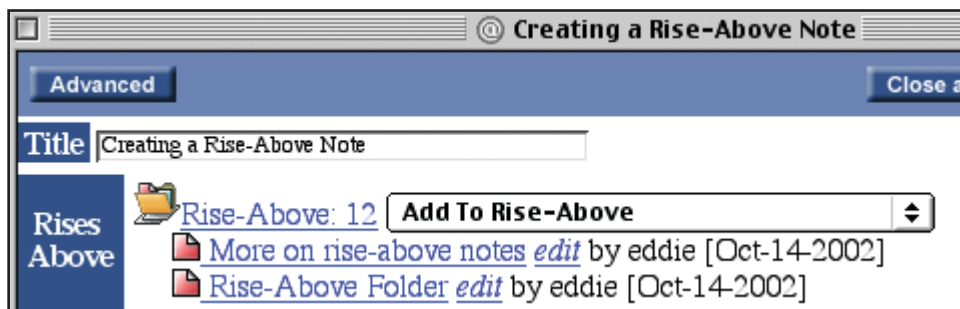 Creating a Rise-Above Note
Advanced
Close a
Title Creating a Rise-Above Note
Rises Above
Rise-Above: 12 Add To Rise-Above
More on rise-above notes edit by eddie [Oct-14-2002]
Rise-Above Folder edit by eddie [Oct-14-2002]